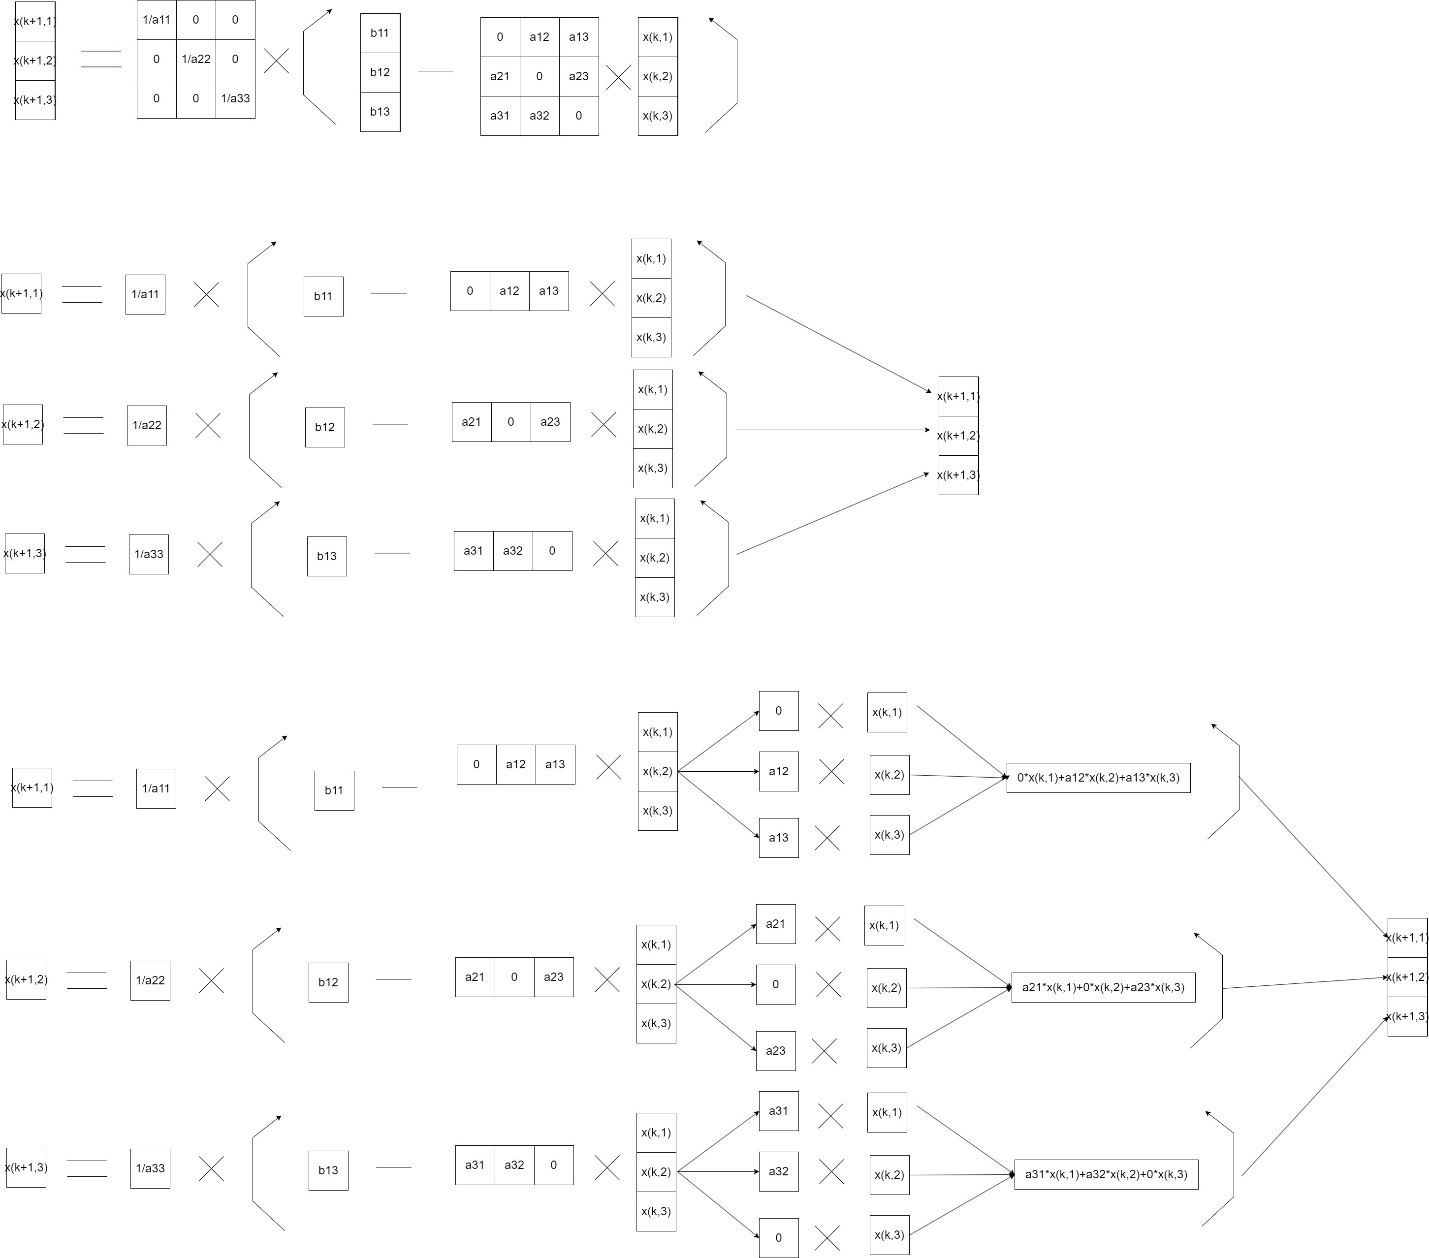 x(k+1,1) 1/a11 0 0 b11 0 a12 a13 x(k,1)
x(k+1,2) 0 1/a22 0 b12 a21 0 a23 x(k,2)
x(k+1,3) 0 0 1/a33 b13 a31 a32 0 x(k,3)
x(k,1)
x(k+1,1) 1/a11 b11 0 a12 a13 x(k,2)
x(k,3)
x(k,1)
x(k+1,1)
x(k+1,2) 1/a22 b12 a21 0 a23 x(k,2) x(k+1,2)
x(k,3) x(k+1,3)
x(k,1)
x(k+1,3) 1/a33 b13 a31 a32 0 x(k,2)
x(k,3)
0 x(k,1)
x(k,1)
x(k+1,1) 1/a11 b11 0 a12 a13 x(k,2) a12 x(k,2) 0*x(k,1)+a12*x(k,2)+a13*x(k,3)
x(k,3)
a13 x(k,3)
a21 x(k,1)
x(k,1) x(k+1,1)
x(k+1,2) 1/a22 b12 a21 0 a23 x(k,2) 0 x(k,2) a21*x(k,1)+0*x(k,2)+a23*x(k,3) x(k+1,2)
x(k,3) x(k+1,3)
a23 x(k,3)
a31 x(k,1)
x(k,1)
x(k+1,3) 1/a33 b13 a31 a32 0 x(k,2) a32 x(k,2) a31*x(k,1)+a32*x(k,2)+0*x(k,3)
x(k,3)
0 x(k,3)